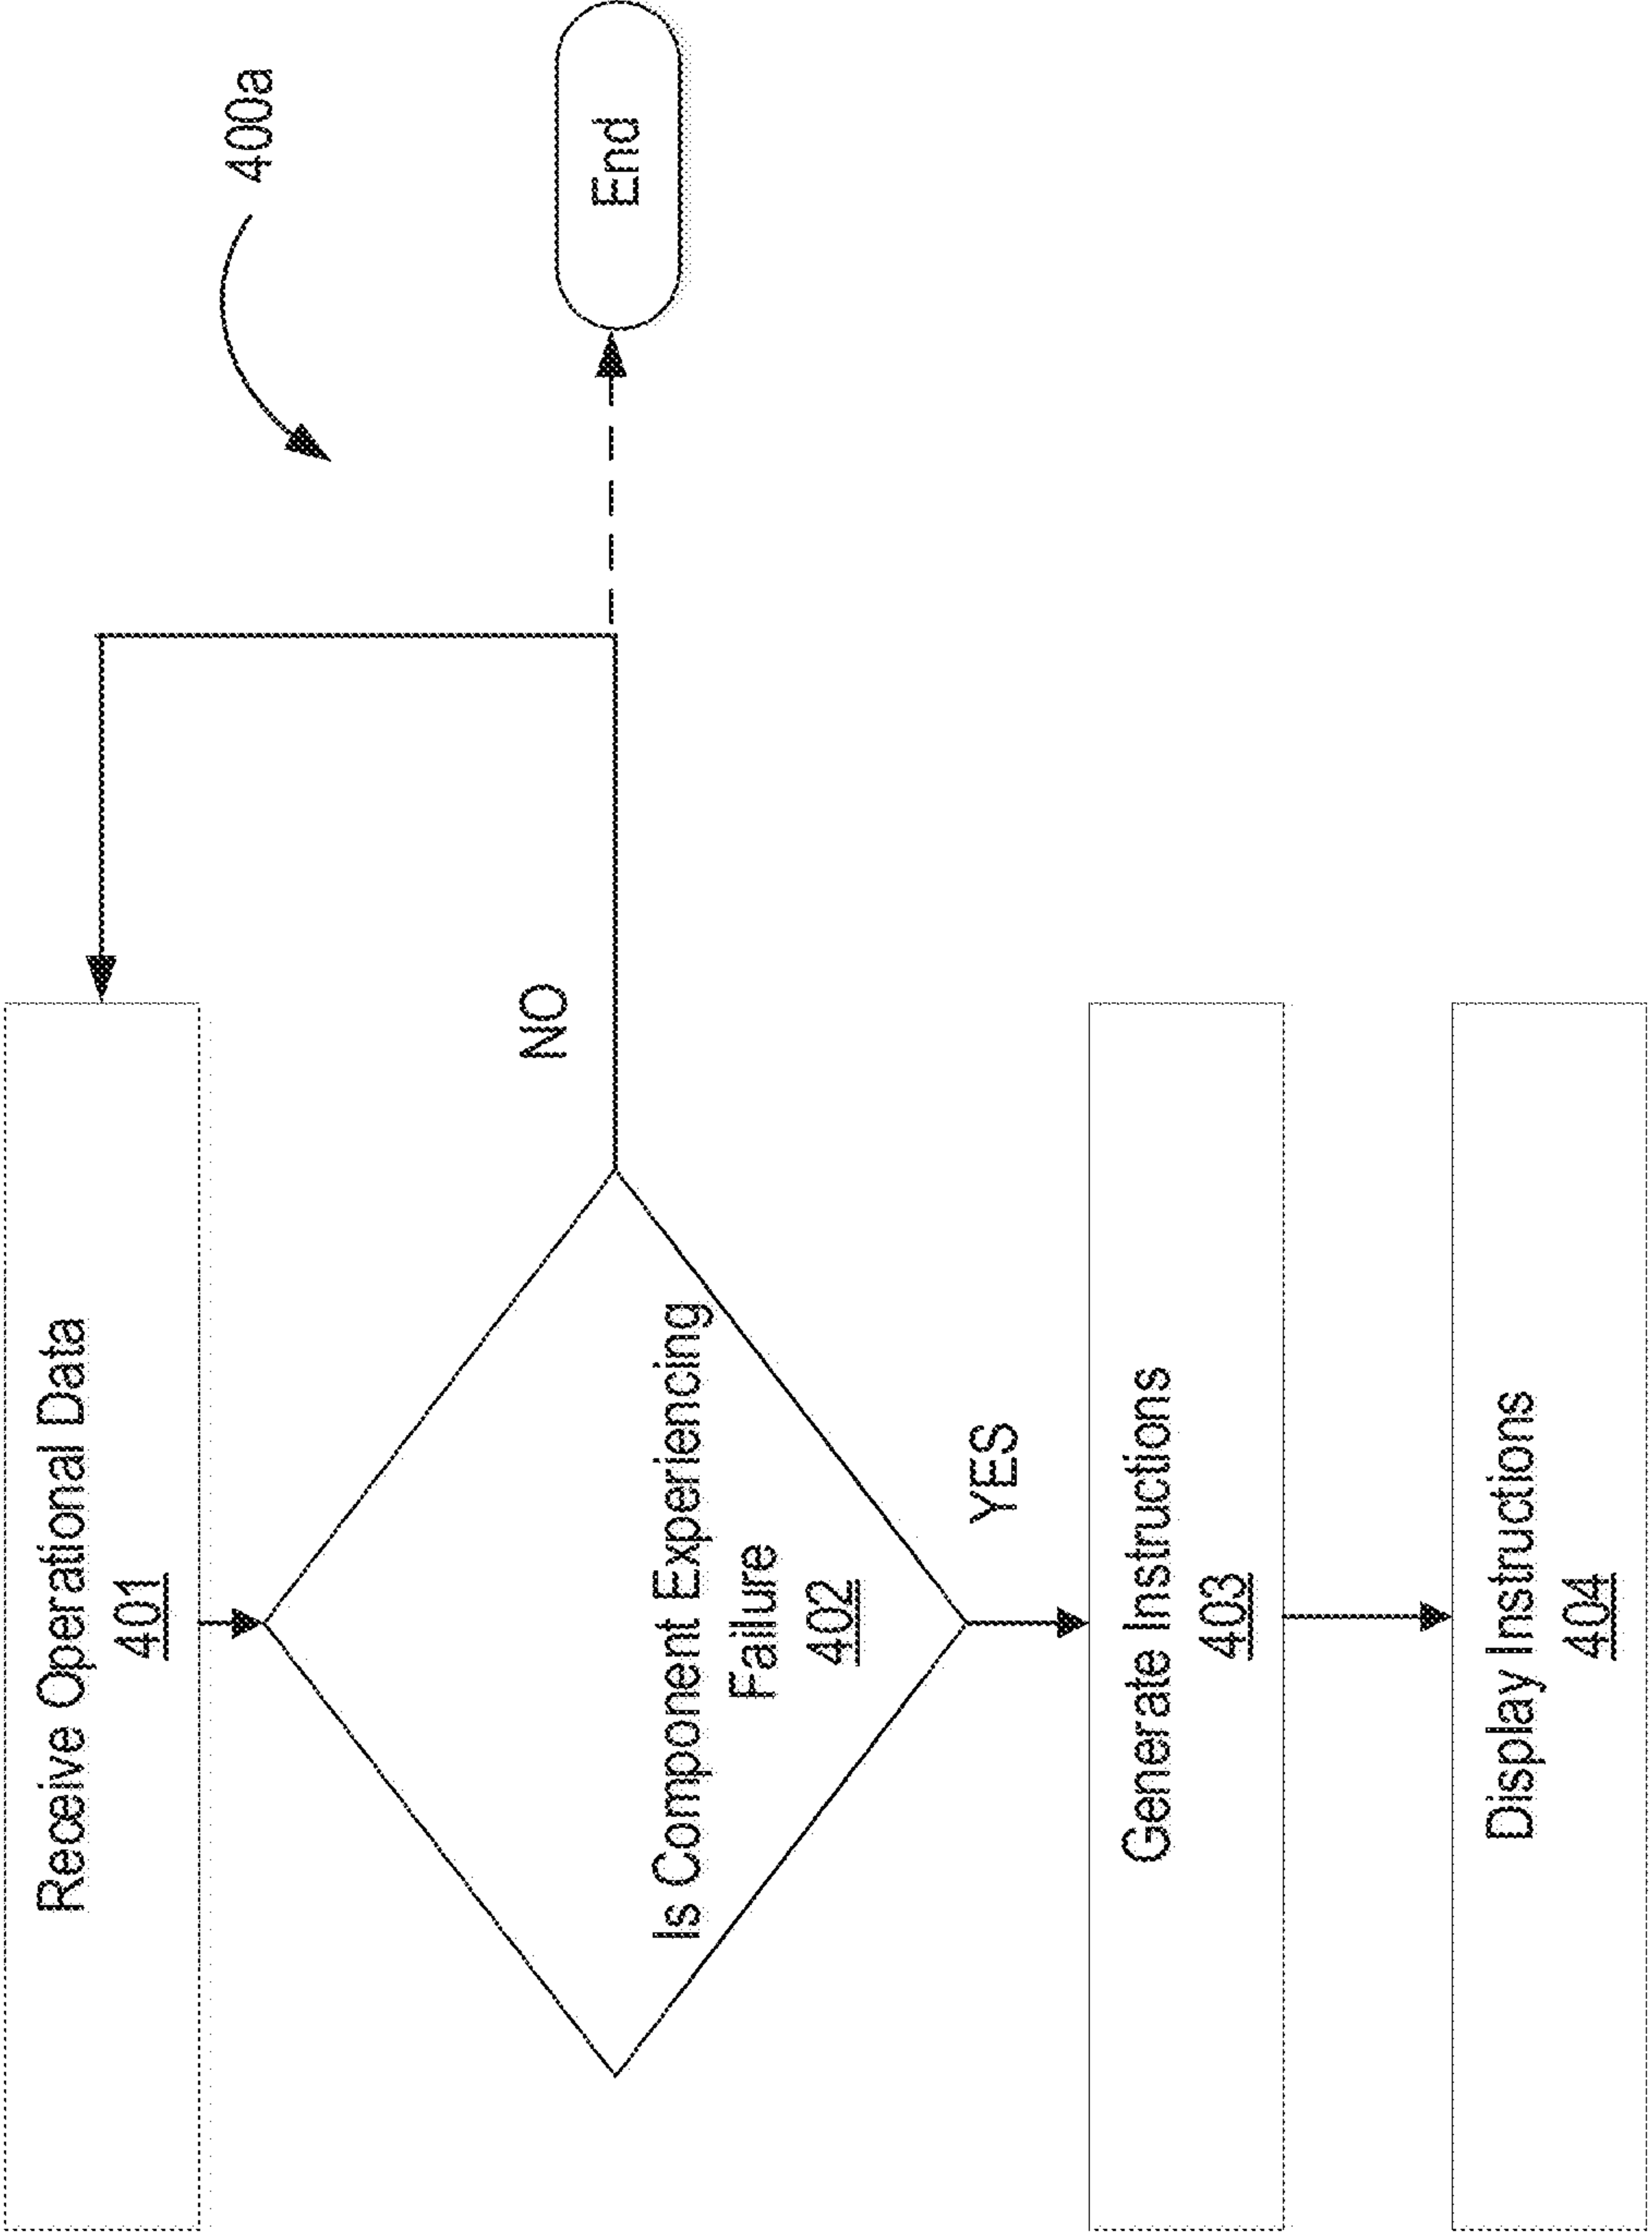 400a
Receive Operational Data
401
Is Component Experiencing
Failure
402
NO
End
YES
Generate Instructions
403
Display Instructions
404